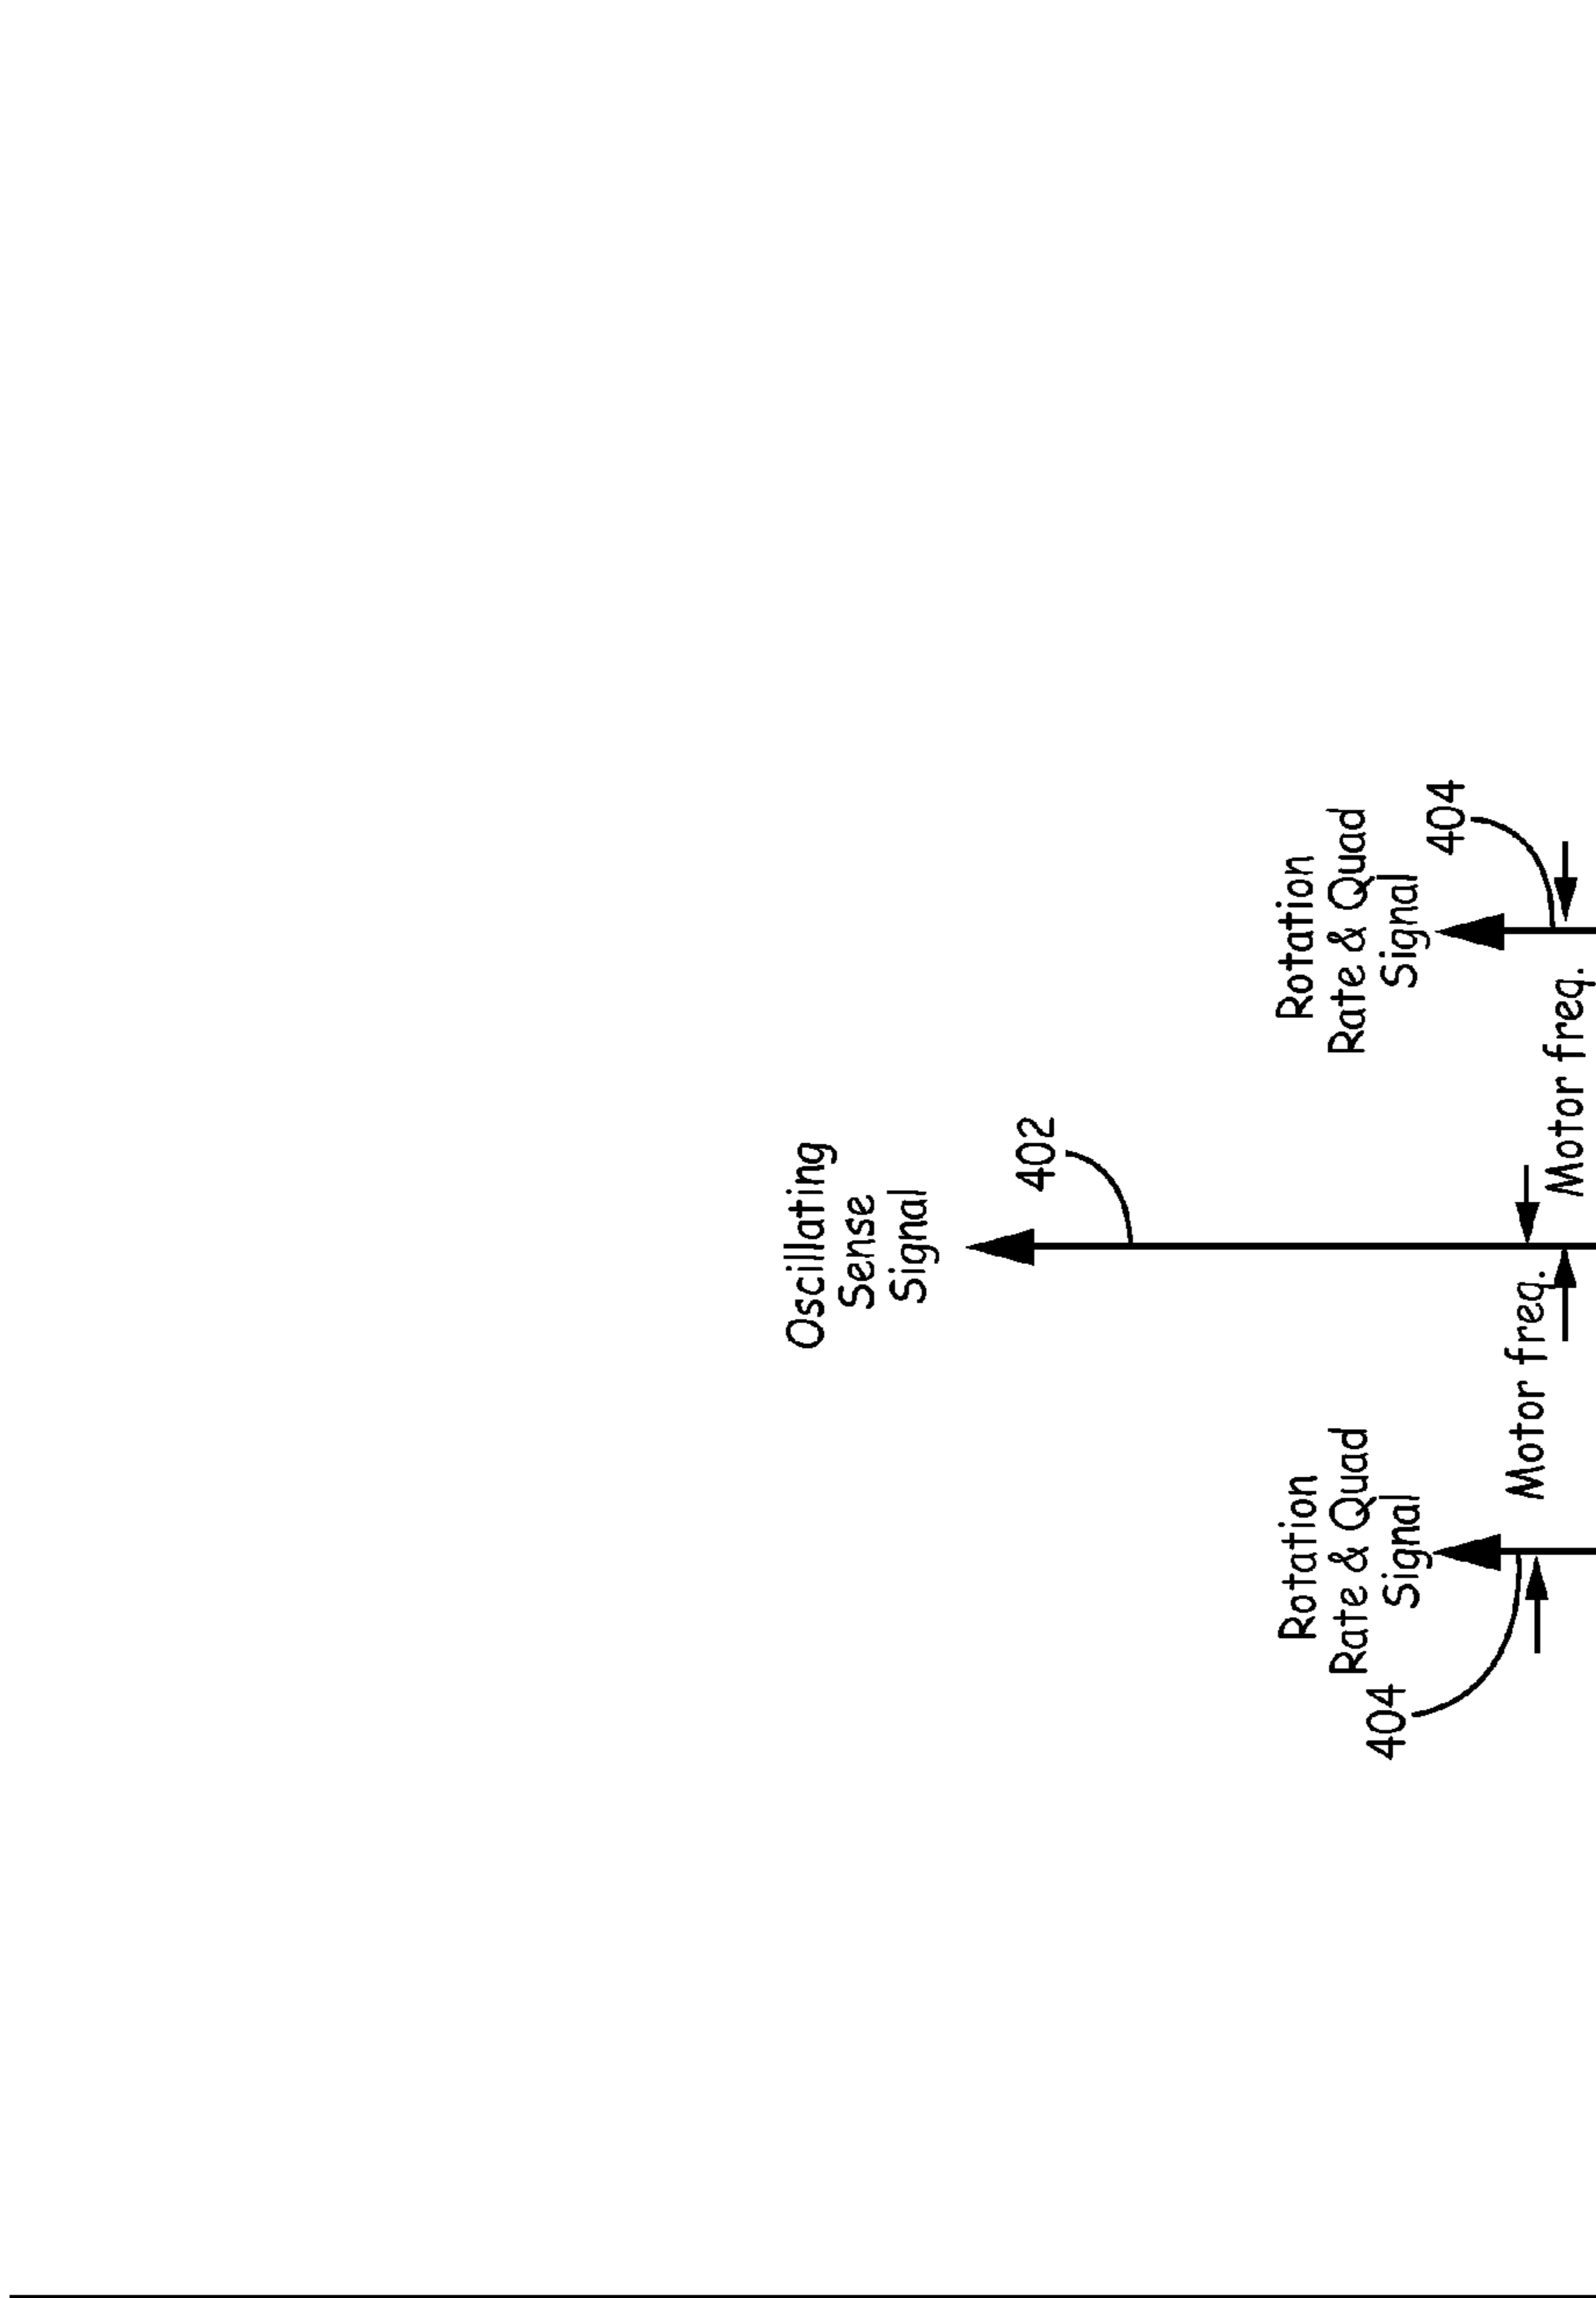 Oscillating
Sense
Signal
402
Rotation
Rate & Quad
Signal
404
Rotation
Rate & Quad
Signal
404
Motor freq.
Motor freq.